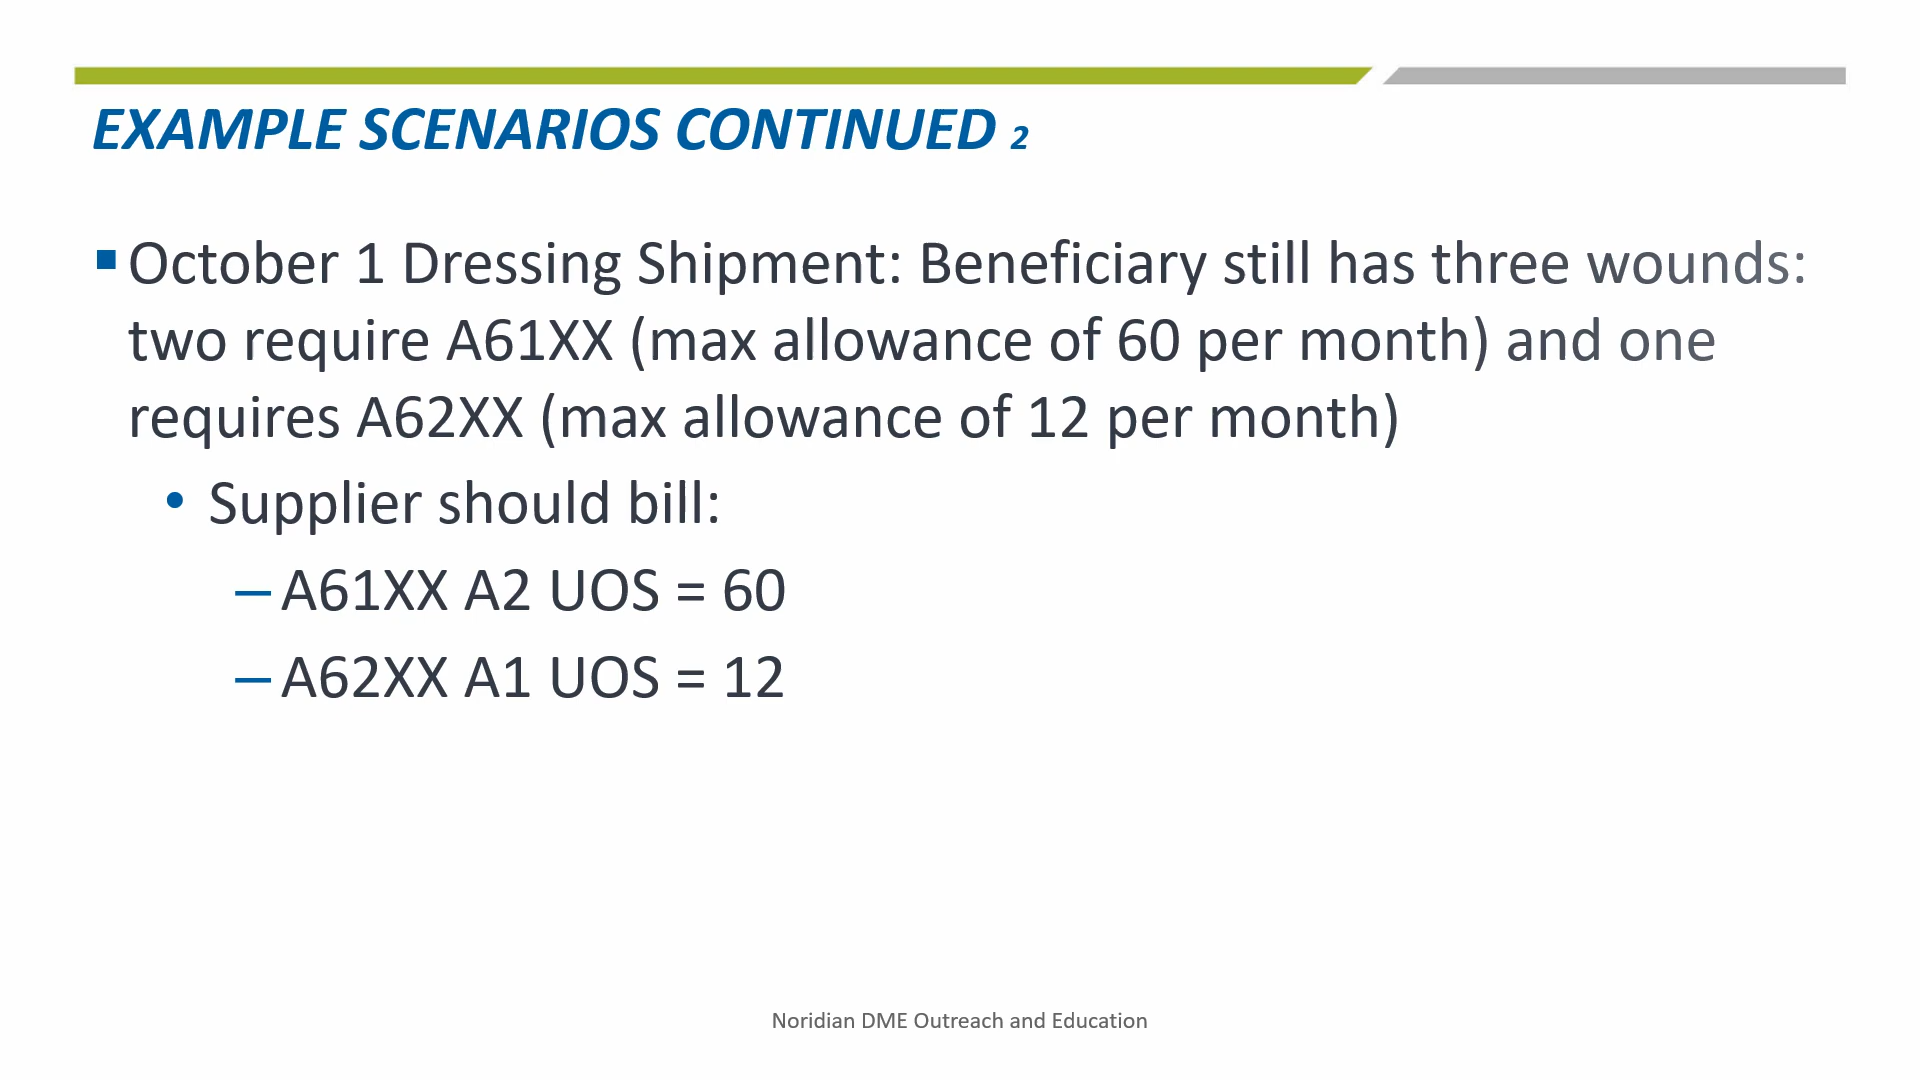 EXAMPLE SCENARIOS CONTINUED 2
▪ October 1 Dressing Shipment: Beneficiary still has three wounds:
two require A61XX (max allowance of 60 per month) and one
requires A62XX (max allowance of 12 per month)
• Supplier should bill:
– A61XX A2 UOS = 60
– A62XX A1 UOS = 12
Noridian DME Outreach and Education